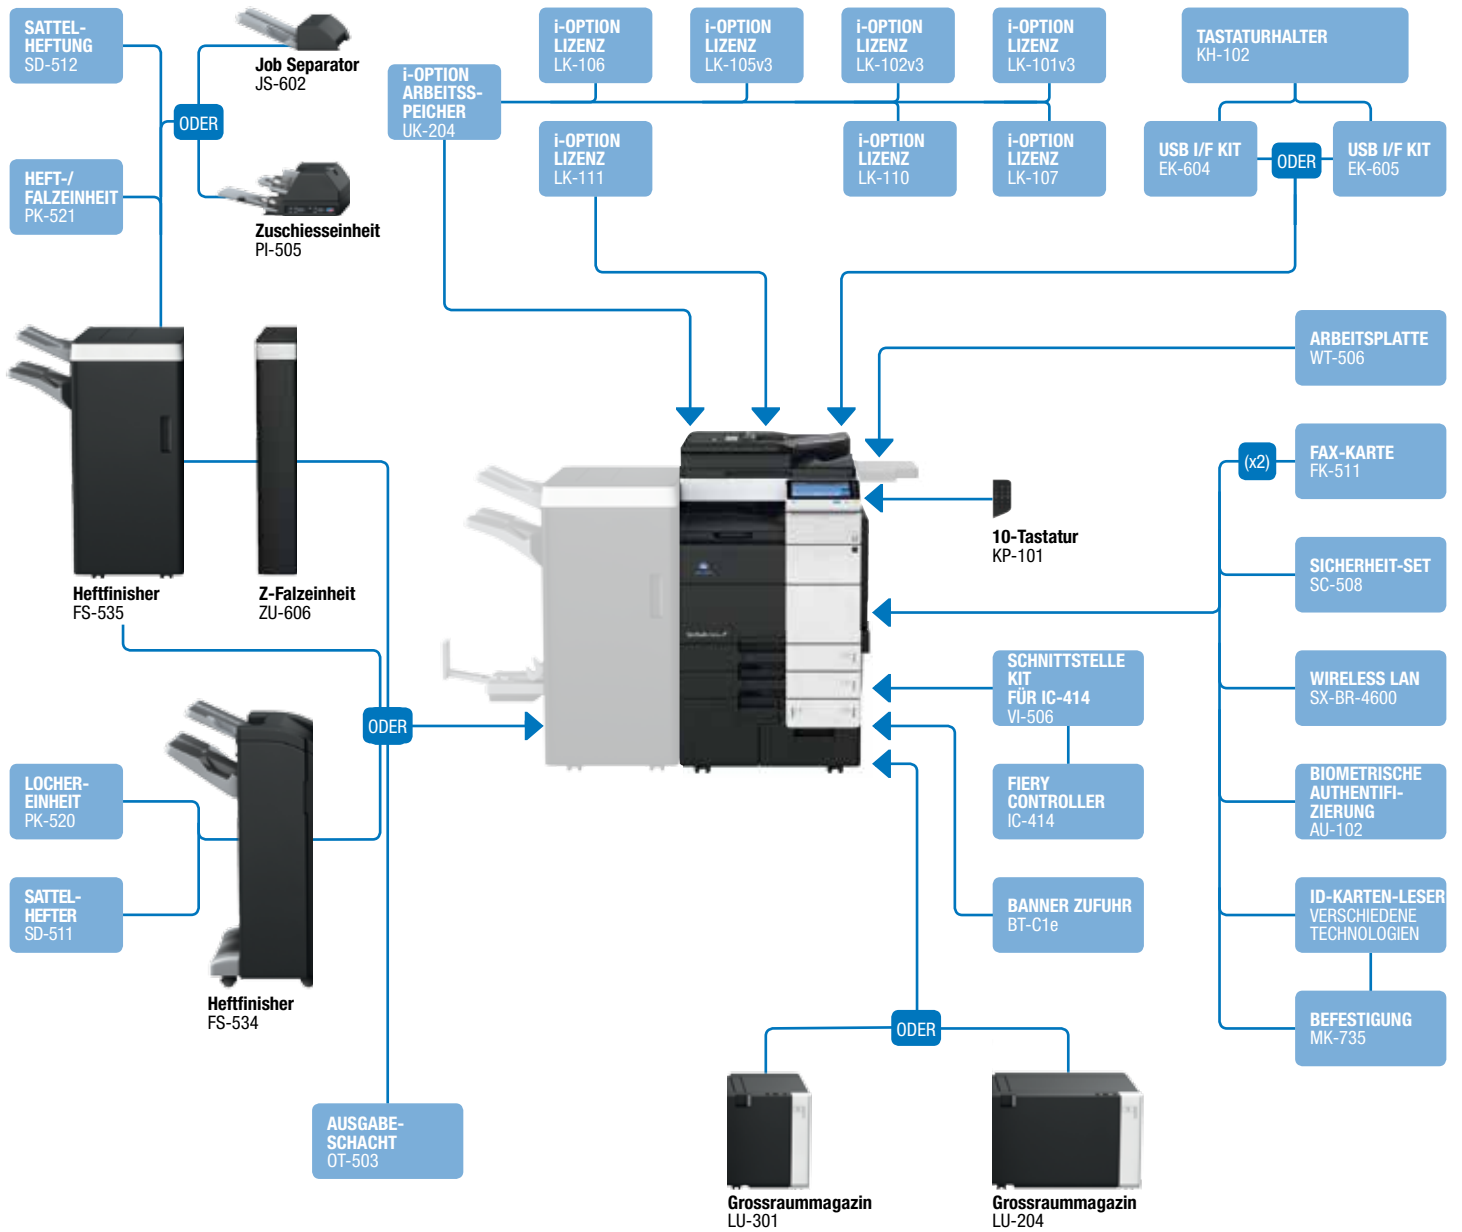 SATTEL-
HEFTUNG
SD-512
Job Separator
JS-602
ODER
HEFT-/
FALZEINHEIT
PK-521
Zuschiesseinheit
PI-505
i-OPTION
ARBEITSS-
PEICHER
UK-204
i-OPTION
LIZENZ
LK-106
i-OPTION
LIZENZ
LK-105v3
i-OPTION
LIZENZ
LK-102v3
i-OPTION
LIZENZ
LK-101v3
i-OPTION
LIZENZ
LK-111
i-OPTION
LIZENZ
LK-110
i-OPTION
LIZENZ
LK-107
TASTATURHALTER
KH-102
USB I/F KIT
EK-604
ODER
USB I/F KIT
EK-605
ARBEITSPLATTE
WT-506
(x2)
FAX-KARTE
FK-511
10-Tastatur
KP-101
SICHERHEIT-SET
SC-508
Heftfinisher
FS-535
Z-Falzeinheit
ZU-606
SCHNITTSTELLE
KIT
FÜR IC-414
VI-506
WIRELESS LAN
SX-BR-4600
ODER
LOCHER-
EINHEIT
PK-520
FIERY
CONTROLLER
IC-414
BIOMETRISCHE
AUTHENTIFI-
ZIERUNG
AU-102
SATTEL-
HEFTER
SD-511
BANNER ZUFUHR
BT-C1e
ID-KARTEN-LESER
VERSCHIEDENE
TECHNOLOGIEN
Heftfinisher
FS-534
ODER
BEFESTIGUNG
MK-735
AUSGABE-
SCHACHT
OT-503
Grossraummagazin
LU-301
Grossraummagazin
LU-204